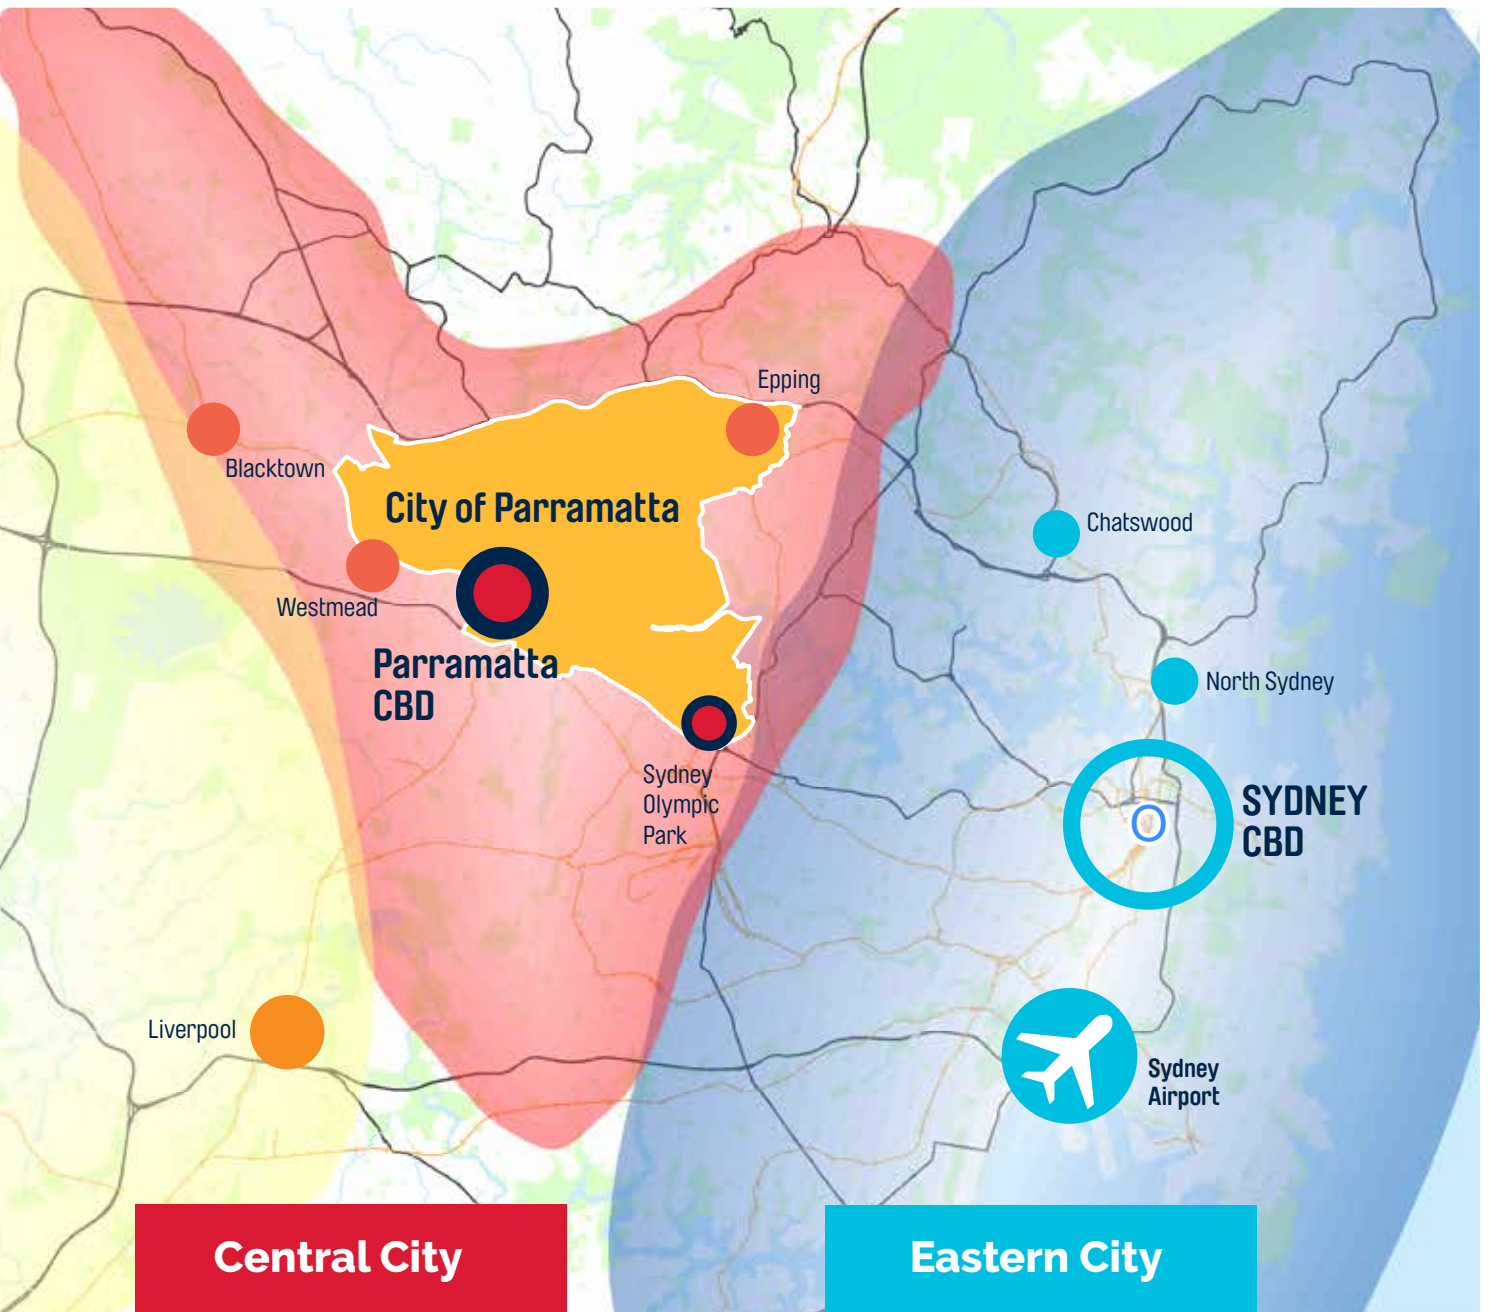 Epping
Blacktown
City of Parramatta
Chatswood
Westmead
Parramatta
CBD
North Sydney
Sydney
Olympic
Park
SYDNEY
CBD
Liverpool
Sydney
Airport
Central City
Eastern City